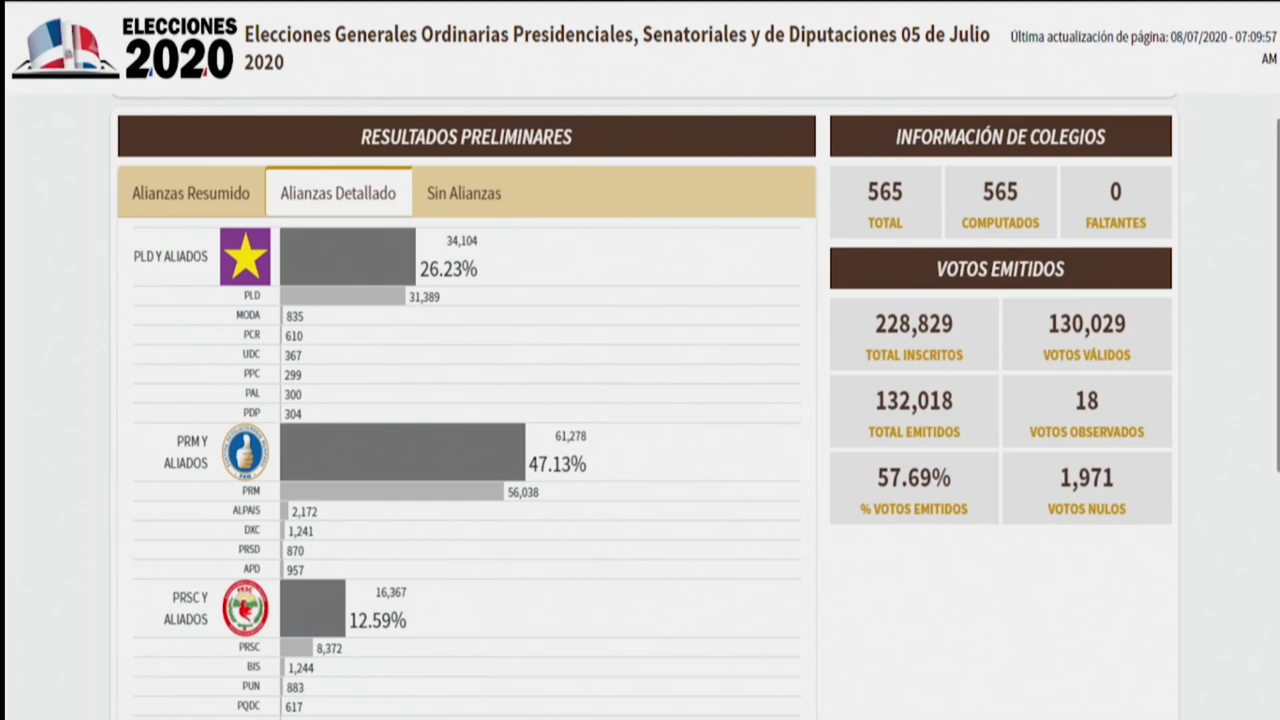 ELECCIONES
2020
Elecciones Generales Ordinarias Presidenciales, Senatoriales y de Diputaciones 05 de Julio
2020
Última actualización de página: 08/07/2020 - 07:09:57
AM
RESULTADOS PRELIMINARES
Alianzas Resumido
Alianzas Detallado
Sin Alianzas
PLD Y ALIADOS
34,104
26.23%
PLD 31,389
MODA 835
PCR 610
UDC 367
PPC 299
PAL 300
PDP 304
PRM Y
ALIADOS
61,278
47.13%
PRM 56,038
ALPAIS 2,172
DXC 1,241
PRSD 870
APD 957
PRSC Y
ALIADOS
PRSC
16,367
12.59%
PRSC 8,372
BIS 1,244
PUN 883
PQDC 617
INFORMACIÓN DE COLEGIOS
565
TOTAL
565
COMPUTADOS
0
FALTANTES
VOTOS EMITIDOS
228,829
TOTAL INSCRITOS
130,029
VOTOS VÁLIDOS
132,018
TOTAL EMITIDOS
18
VOTOS OBSERVADOS
57.69%
% VOTOS EMITIDOS
1,971
VOTOS NULOS